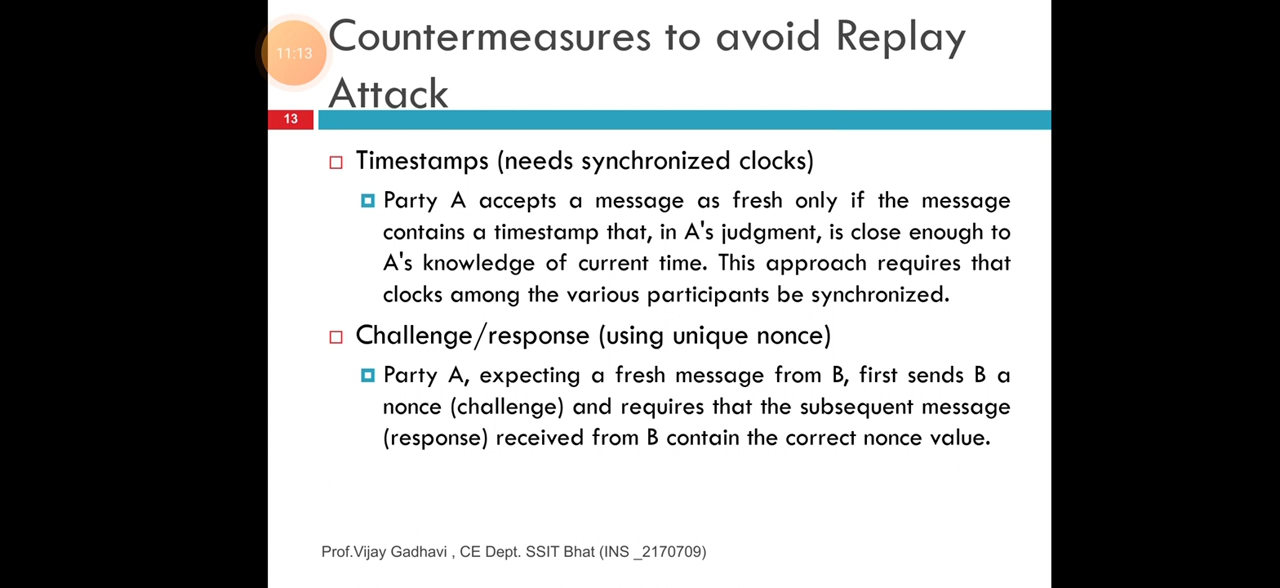 11:13
Countermeasures to avoid Replay
Attack
13
Timestamps (needs synchronized clocks)
Party A accepts a message as fresh only if the message
contains a timestamp that, in A's judgment, is close enough to
A's knowledge of current time. This approach requires that
clocks among the various participants be synchronized.
Challenge/response (using unique nonce)
Party A, expecting a fresh message from B, first sends B a
nonce (challenge) and requires that the subsequent message
(response) received from B contain the correct nonce value.
Prof.Vijay Gadhavi , CE Dept. SSIT Bhat (INS _2170709)